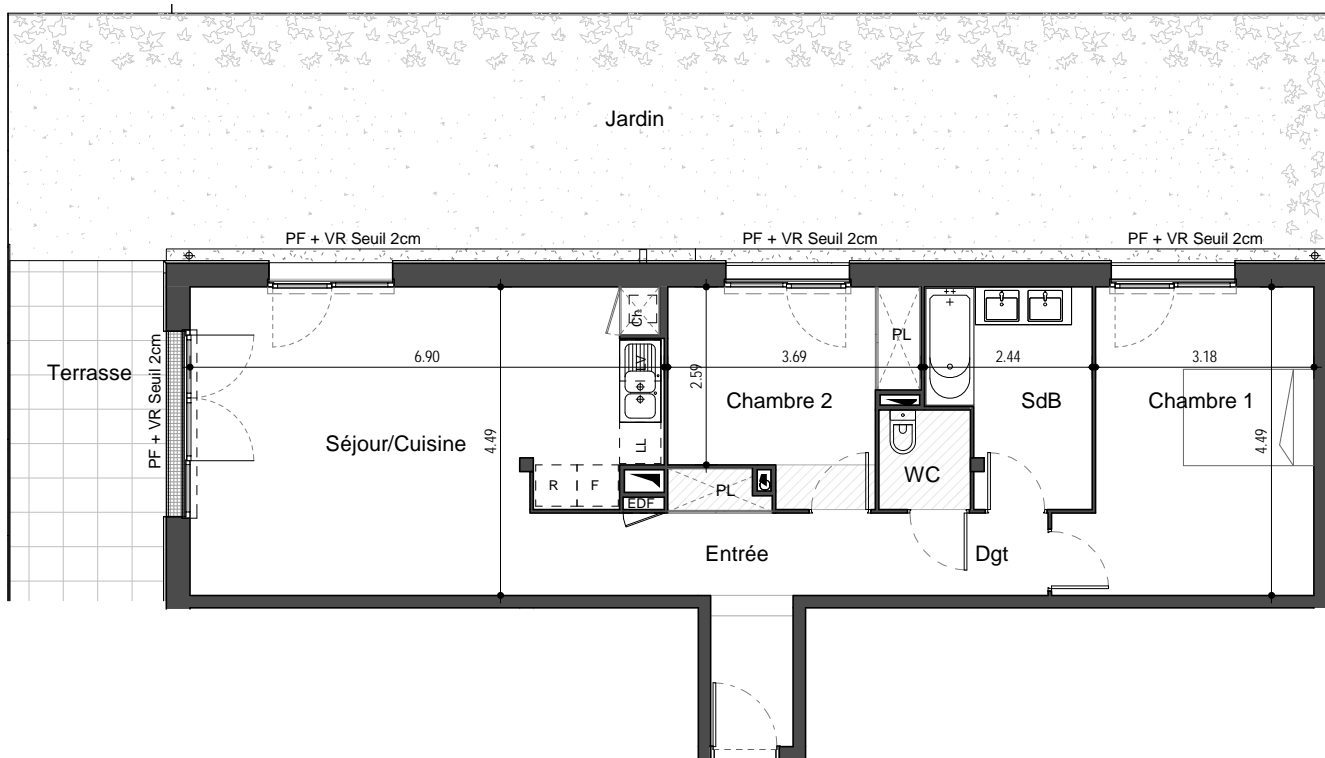 Jardin
PF + VR Seuil 2cm
PF + VR Seuil 2cm
PF + VR Seuil 2cm
Ch
PL
6.90
LV
3.69
2.44
3.18
Terrasse
PF + VR Seuil 2cm
2.59
Chambre 2
SdB
Chambre 1
Séjour/Cuisine
4.49
LL
4.49
WC
R
F
PL
EDF
Entrée
Dgt